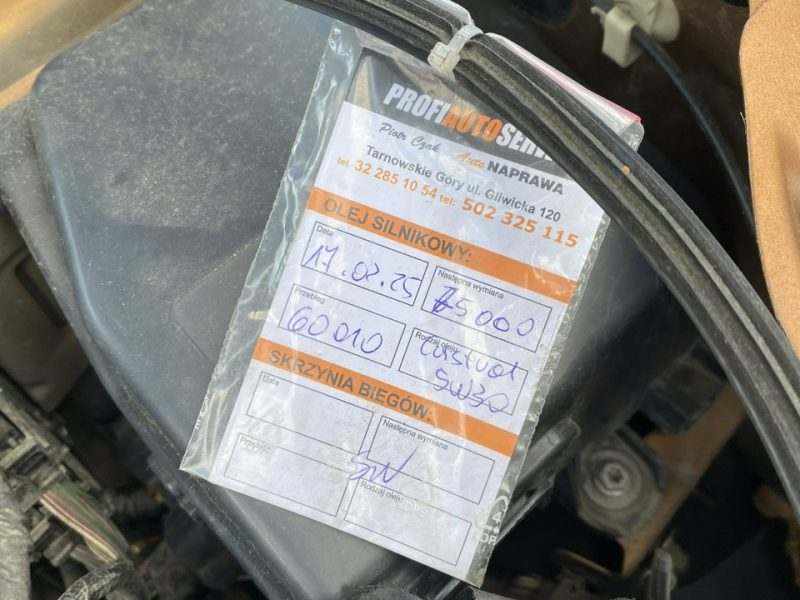 PROFIAUTOSER
Piotr Czok Auto NAPRAWA
Tarnowskie Góry ul. Gliwicka 120
tel. 32 285 10 54 tel. 502 325 115
OLEJ SILNIKOWY:
Data Następna wymiana
17.02.25 75000
Przebieg Rodzaj oleju
60010 Castrol
5W30
SKRZYNIA BIEGÓW:
Data Następna wymiana
Przebieg Rodzaj oleju